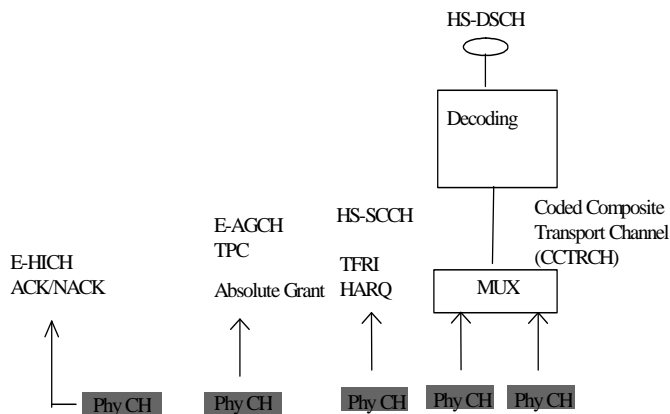 HS-DSCH
Decoding
Coded Composite
Transport Channel
(CCTRCH)
E-HICH
ACK/NACK
E-AGCH
TPC
Absolute Grant
HS-SCCH
TFRI
HARQ
MUX
Phy CH
Phy CH
Phy CH
Phy CH
Phy CH